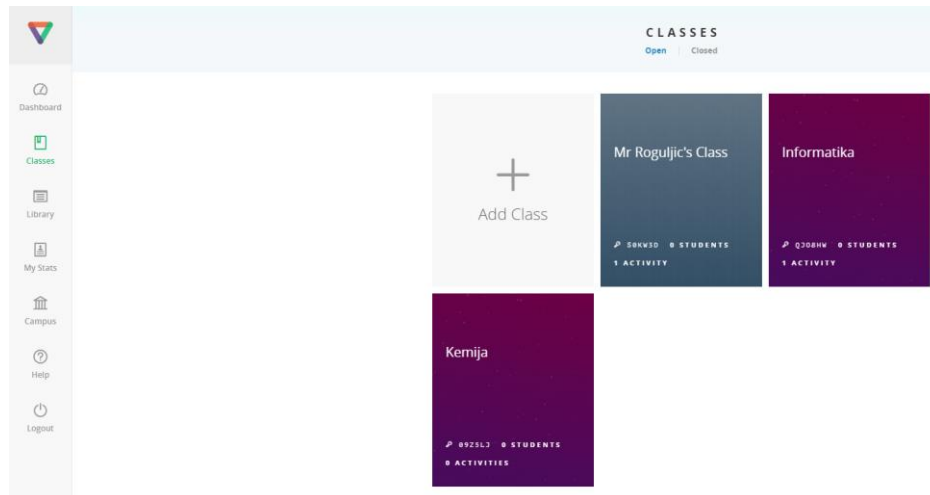 CLASSES
Open Closed
Dashboard
Classes
Library
My Stats
Campus
Help
Logout
Add Class
Mr Roguljic's Class
0 STUDENTS
1 ACTIVITY
Informatika
0 STUDENTS
1 ACTIVITY
Kemija
0 STUDENTS
0 ACTIVITIES